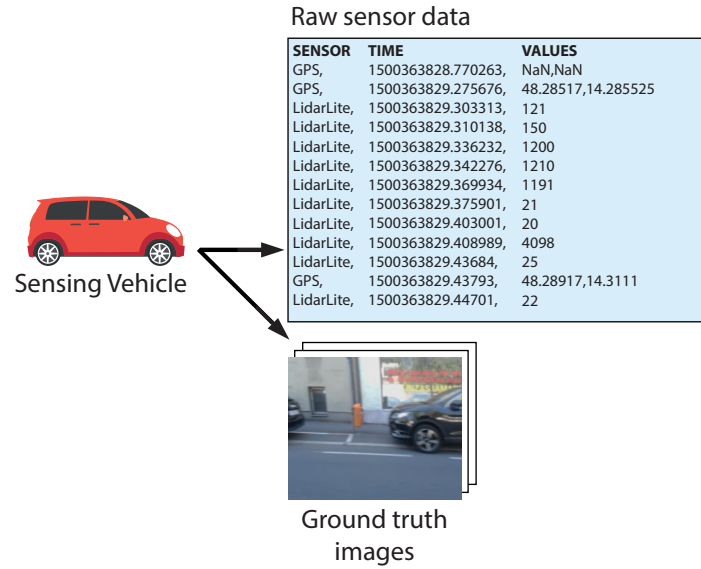 Raw sensor data
SENSOR TIME VALUES
GPS, 1500363828.770263, NaN,NaN
GPS, 1500363829.275676, 48.28517,14.285525
LidarLite, 1500363829.303313, 121
LidarLite, 1500363829.310138, 150
LidarLite, 1500363829.336232, 1200
LidarLite, 1500363829.342276, 1210
LidarLite, 1500363829.369934, 1191
LidarLite, 1500363829.375901, 21
LidarLite, 1500363829.403001, 20
LidarLite, 1500363829.408989, 4098
LidarLite, 1500363829.43684, 25
GPS, 1500363829.43793, 48.28917,14.3111
LidarLite, 1500363829.44701, 22
Sensing Vehicle
Ground truth
images